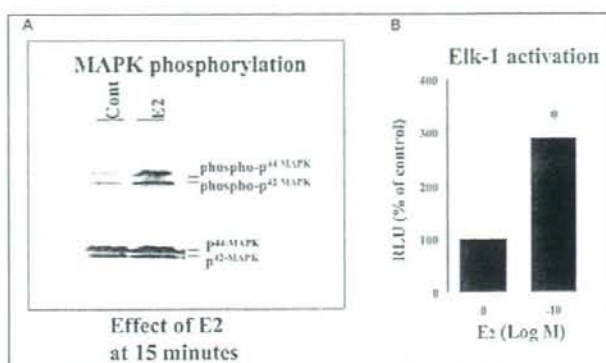 A
MAPK phosphorylation
Cont
E2
phospho-p44-MAPK
phospho-p42-MAPK
p44-MAPK
p42-MAPK
Effect of E2
at 15 minutes
B
Elk-1 activation
RLU (% of control)
400
300
200
100
0
*
0
-10
E2 (Log M)